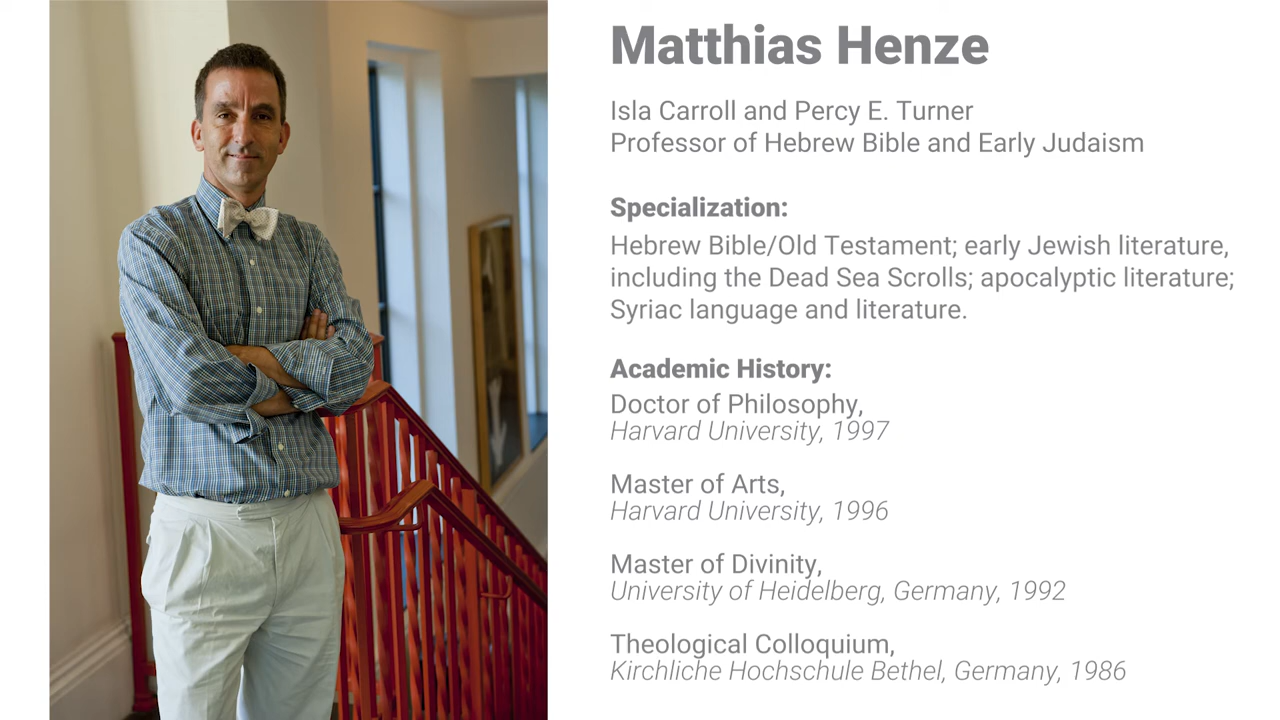 Matthias Henze
Isla Carroll and Percy E. Turner
Professor of Hebrew Bible and Early Judaism
Specialization:
Hebrew Bible/Old Testament; early Jewish literature,
including the Dead Sea Scrolls; apocalyptic literature;
Syriac language and literature.
Academic History:
Doctor of Philosophy,
Harvard University, 1997
Master of Arts,
Harvard University, 1996
Master of Divinity,
University of Heidelberg, Germany, 1992
Theological Colloquium,
Kirchliche Hochschule Bethel, Germany, 1986